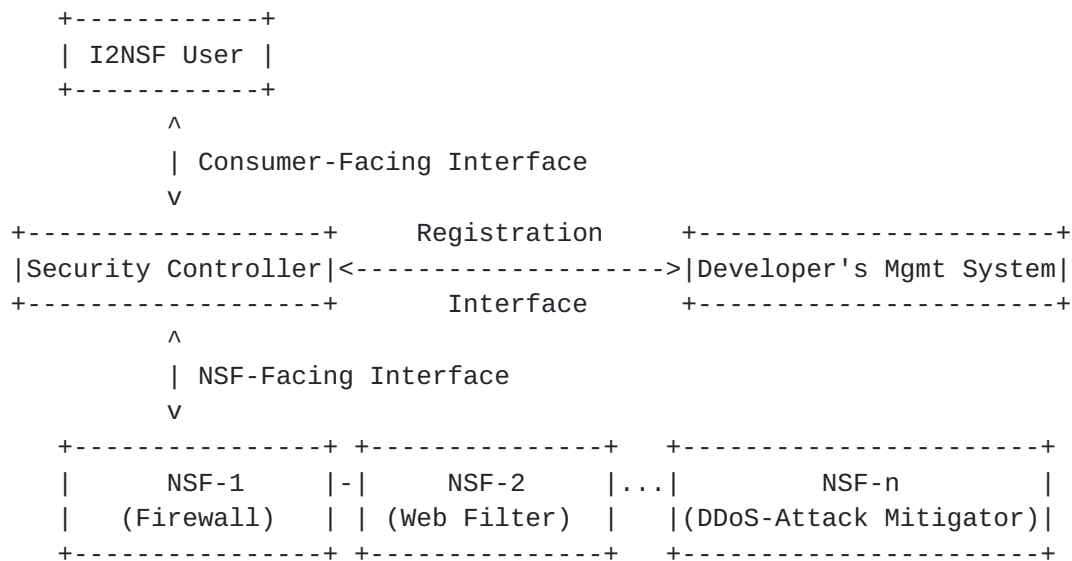 +------------+
| I2NSF User |
+------------+
^
| Consumer-Facing Interface
v
+-------------------+     Registration     +-----------------------+
|Security Controller|<-------------------->|Developer's Mgmt System|
+-------------------+       Interface      +-----------------------+
^
| NSF-Facing Interface
v
+----------------+ +---------------+   +-----------------------+
|      NSF-1     |-|     NSF-2     |...|         NSF-n         |
|   (Firewall)   | | (Web Filter)  |   |(DDoS-Attack Mitigator)|
+----------------+ +---------------+   +-----------------------+